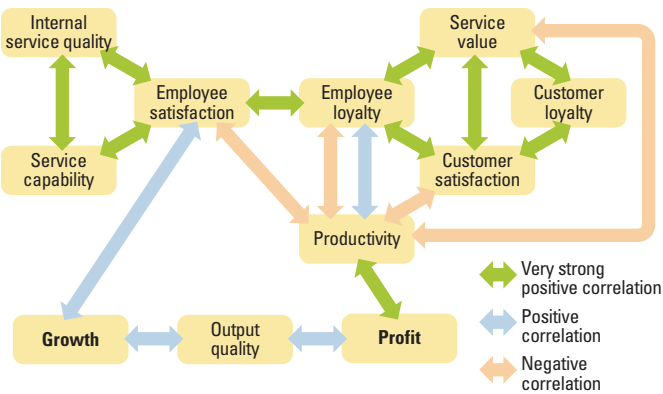 Internal
service quality
Service
value
Employee
satisfaction
Employee
loyalty
Customer
loyalty
Service
capability
Customer
satisfaction
Productivity
Very strong
positive correlation
Growth
Output
quality
Profit
Positive
correlation
Negative
correlation